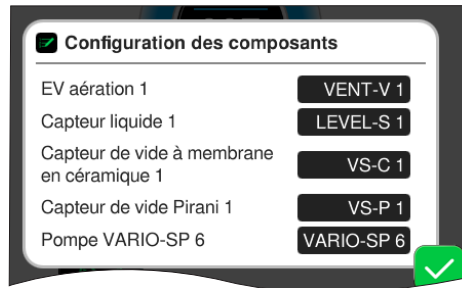 Configuration des composants
EV aération 1 VENT-V 1
Capteur liquide 1 LEVEL-S 1
Capteur de vide à membrane
en céramique 1 VS-C 1
Capteur de vide Pirani 1 VS-P 1
Pompe VARIO-SP 6 VARIO-SP 6